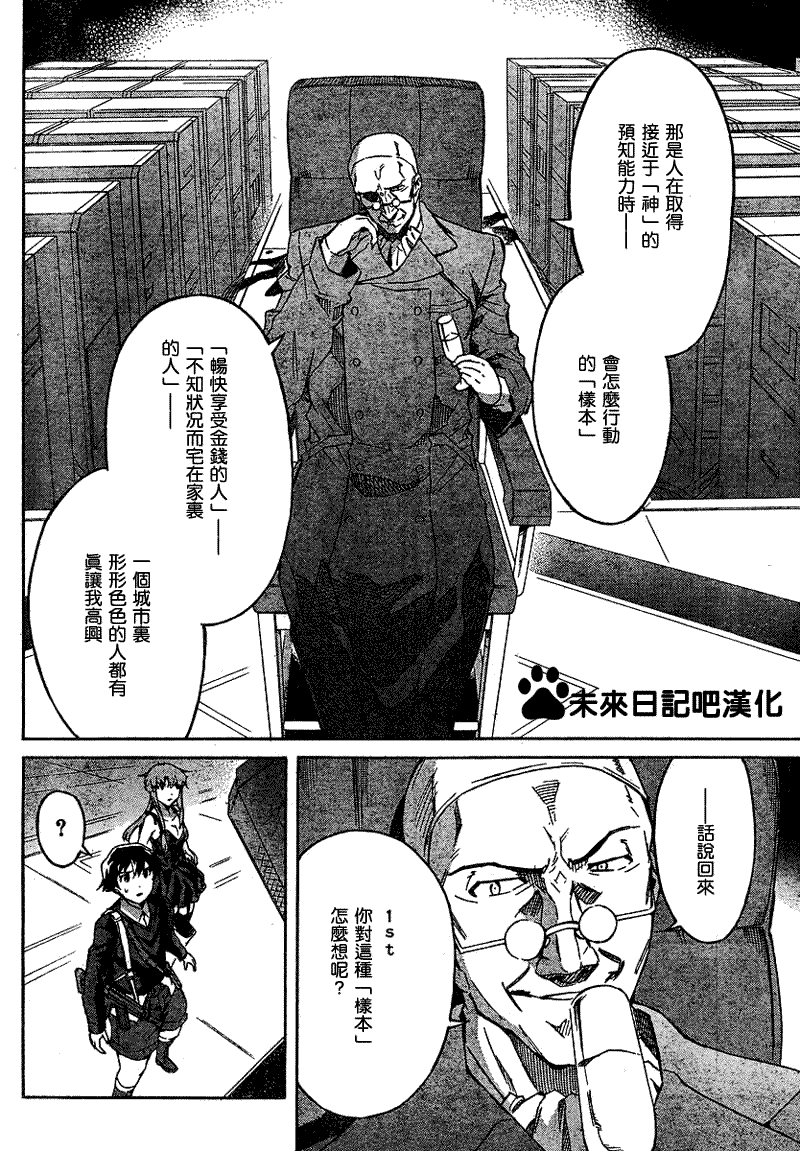 那是人在取得
接近于「神」的
預知能力時——
會怎麼行動
的「樣本」
「暢快享受金錢的人」——
「不知狀況而宅在家裏
的人」——
一個城市裏
形形色色的人都有
眞讓我高興
未來日記吧漢化
——話說回來
1st
你對這種「樣本」
怎麼想呢？
？